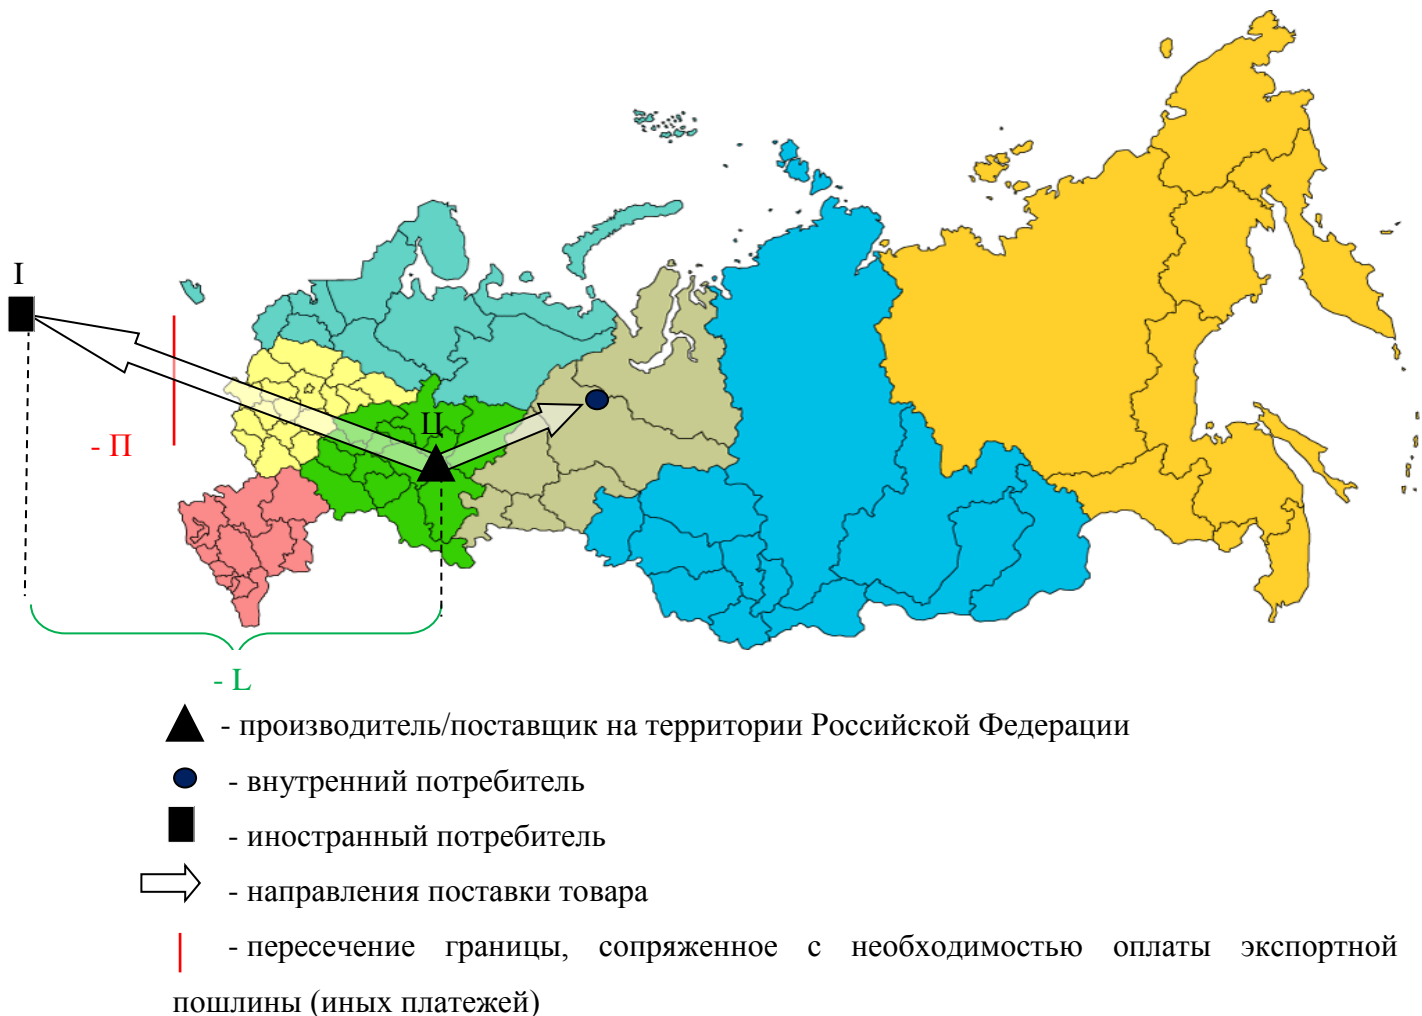 I
Ц
- П
- L
- производитель/поставщик на территории Российской Федерации
- внутренний потребитель
- иностранный потребитель
- направления поставки товара
- пересечение границы, сопряженное с необходимостью оплаты экспортной
пошлины (иных платежей)